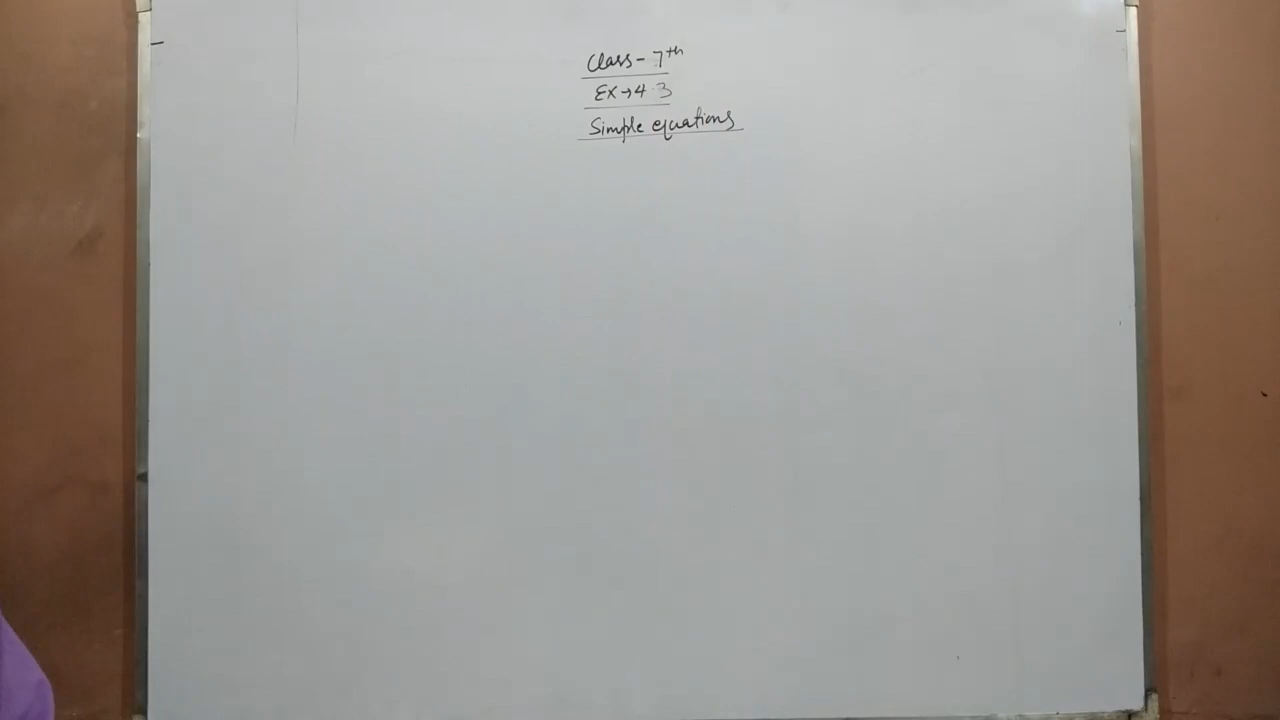 Class - 7th
Ex → 4.3
Simple equations